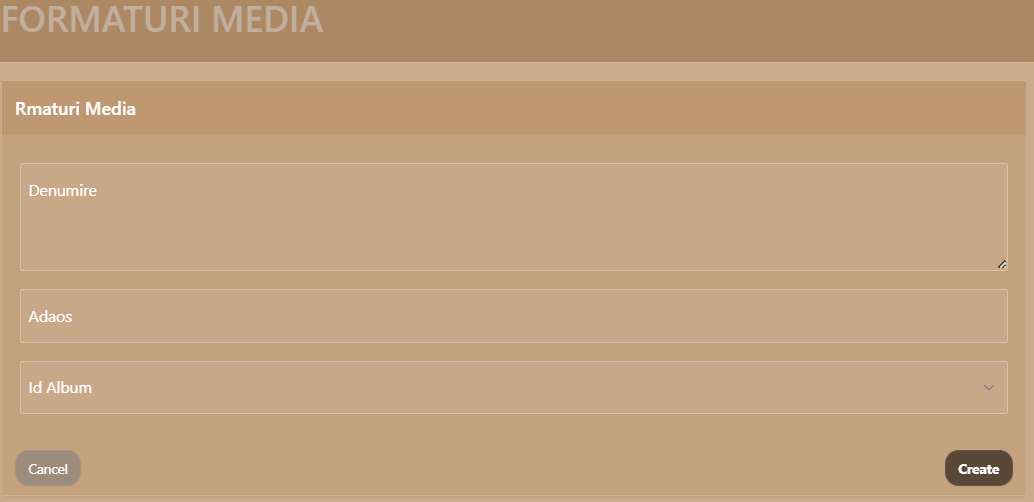 FORMATURI MEDIA
Rmaturi Media
Denumire
Adaos
Id Album
Cancel
Create